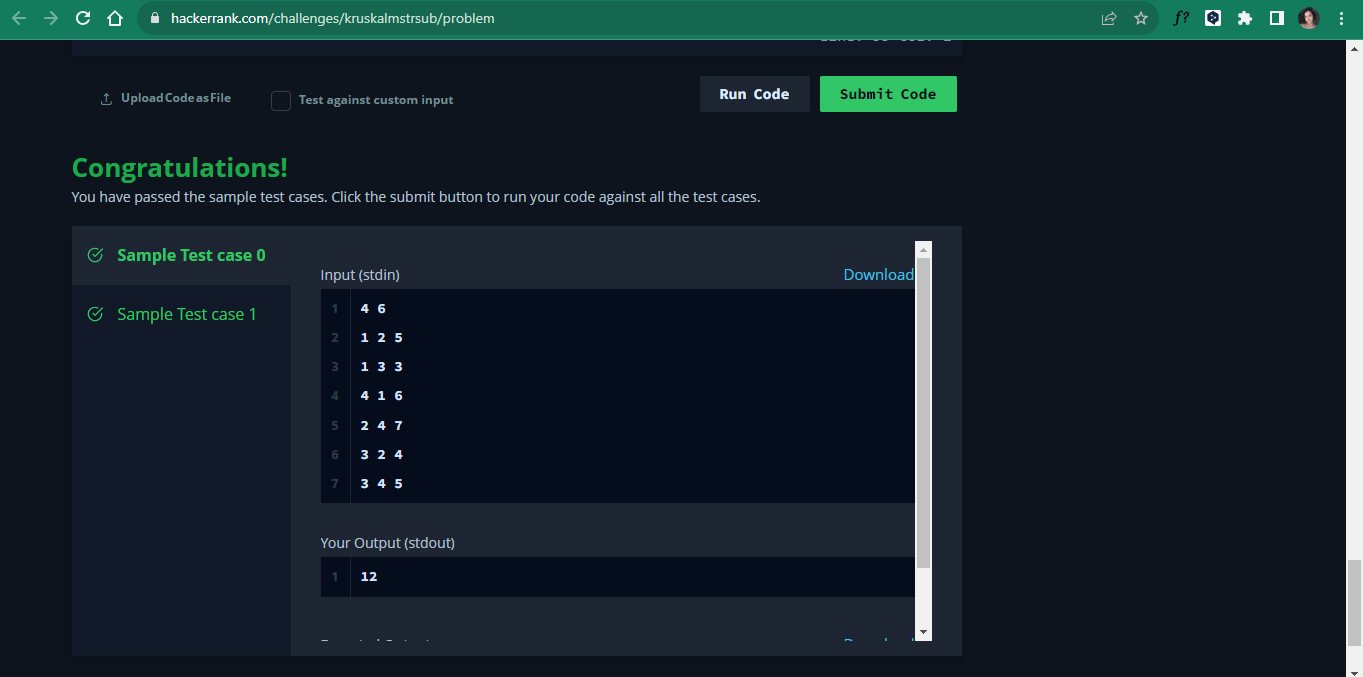 hackerrank.com/challenges/kruskalmstrsub/problem
f?
Upload Code as File
Test against custom input
Run Code
Submit Code
Congratulations!
You have passed the sample test cases. Click the submit button to run your code against all the test cases.
Sample Test case 0
Sample Test case 1
Input (stdin)
Download
1 4 6
2 1 2 5
3 1 3 3
4 4 1 6
5 2 4 7
6 3 2 4
7 3 4 5
Your Output (stdout)
1 12